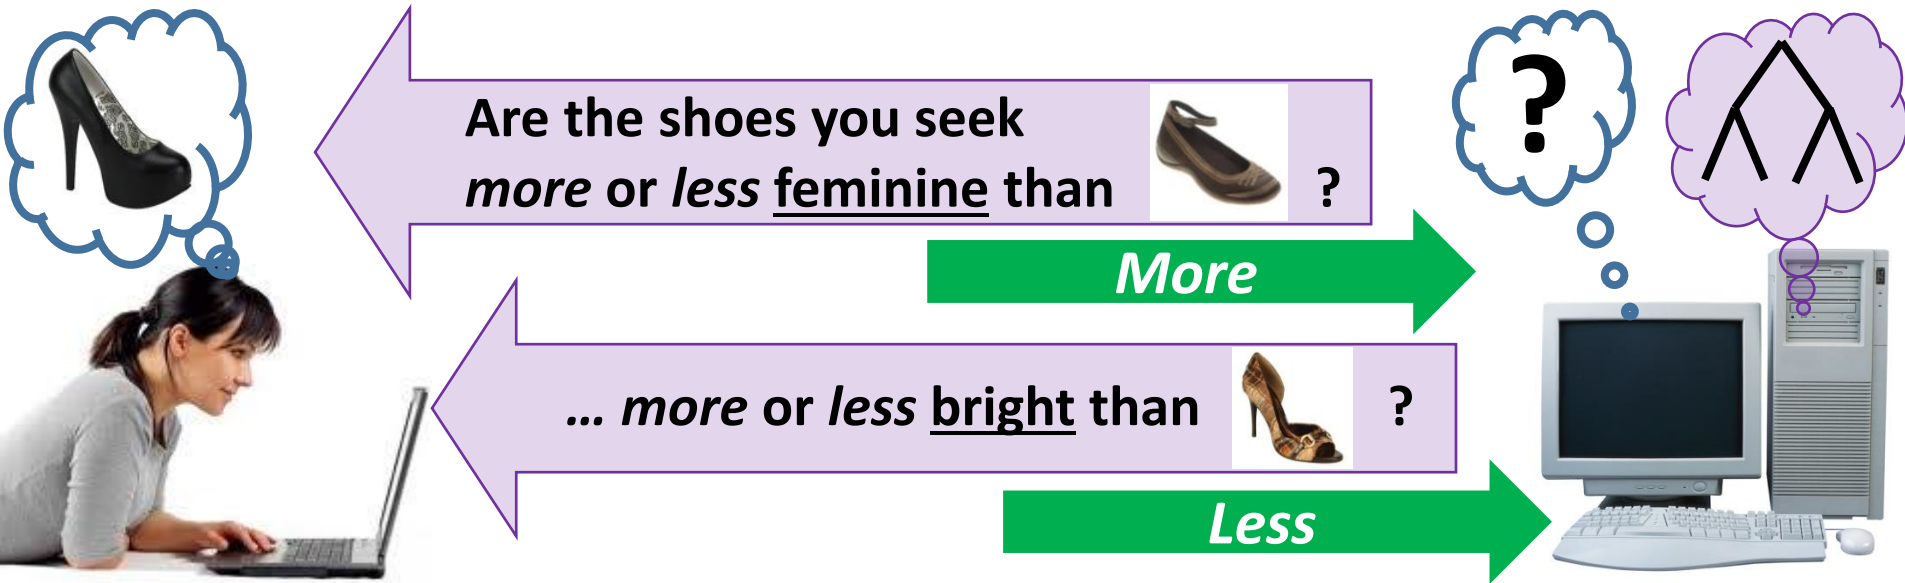 Are the shoes you seek
more or less feminine than ?
More
... more or less bright than ?
Less
?